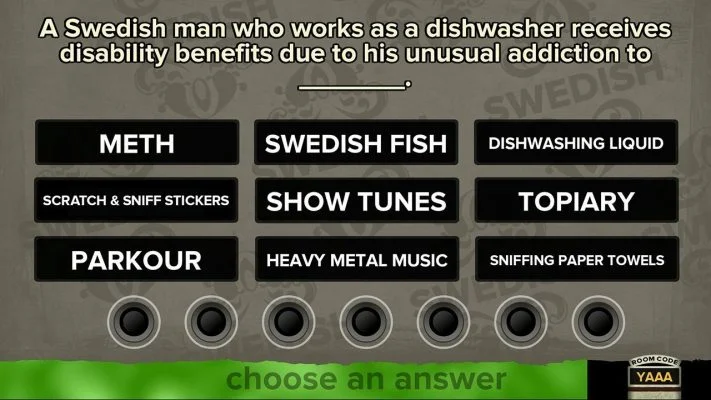 A Swedish man who works as a dishwasher receives
disability benefits due to his unusual addiction to
________.
METH
SWEDISH FISH
DISHWASHING LIQUID
SCRATCH & SNIFF STICKERS
SHOW TUNES
TOPIARY
PARKOUR
HEAVY METAL MUSIC
SNIFFING PAPER TOWELS
choose an answer
ROOM CODE
YAAA
SWEDISH